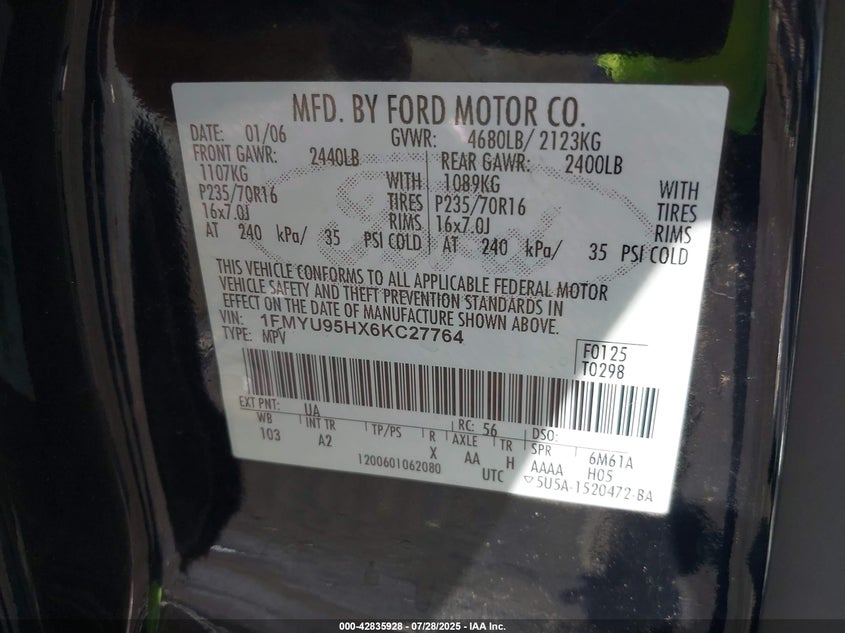 MFD. BY FORD MOTOR CO.
DATE: 01/06 GVWR: 4680LB/ 2123KG
FRONT GAWR: 2440LB REAR GAWR: 2400LB
1107KG WITH 1089KG WITH
P235/70R16 TIRES P235/70R16 TIRES
16x7.0J RIMS 16x7.0J RIMS
AT 240 kPa/ 35 PSI COLD AT 240 kPa/ 35 PSI COLD
THIS VEHICLE CONFORMS TO ALL APPLICABLE FEDERAL MOTOR
VEHICLE SAFETY AND THEFT PREVENTION STANDARDS IN
EFFECT ON THE DATE OF MANUFACTURE SHOWN ABOVE.
VIN: 1FMYU95HX6KC27764
TYPE: MPV
F0125
T0298
EXT PNT: UA RC: 56 DSO:
WB INT TR TP/PS R AXLE TR SPR 6M61A
103 A2 X AA H AAAA H05
1200601062080 UTC 5U5A-1520472-BA
Ford
000-42835928 - 07/28/2025 - IAA Inc.